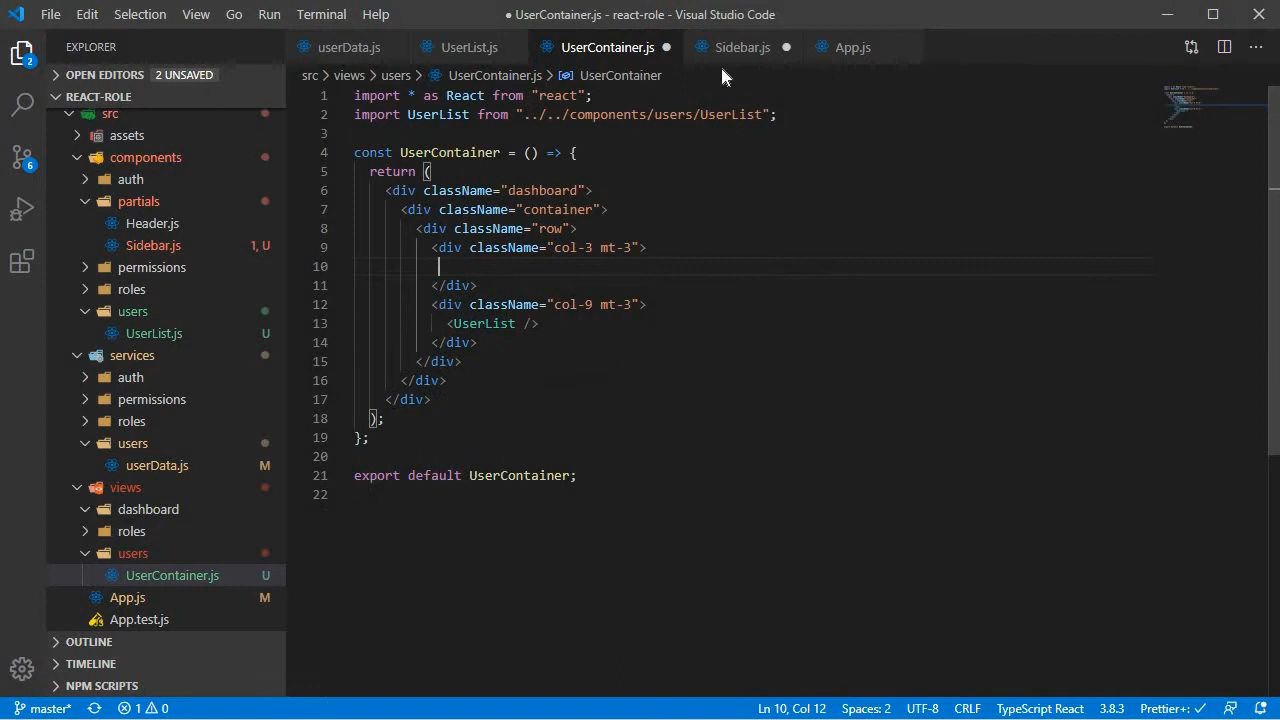 File Edit Selection View Go Run Terminal Help ● UserContainer.js - react-role - Visual Studio Code
EXPLORER
OPEN EDITORS 2 UNSAVED
REACT-ROLE
src
assets
components
auth
partials
Header.js
Sidebar.js 1, U
permissions
roles
users
UserList.js U
services
auth
permissions
roles
users
userData.js M
views
dashboard
roles
users
UserContainer.js U
App.js M
App.test.js
OUTLINE
TIMELINE
NPM SCRIPTS
2
6
userData.js UserList.js UserContainer.js Sidebar.js App.js
src > views > users > UserContainer.js > UserContainer
1 import * as React from "react";
2 import UserList from "../../components/users/UserList";
3
4 const UserContainer = () => {
5 return (
6 <div className="dashboard">
7 <div className="container">
8 <div className="row">
9 <div className="col-3 mt-3">
10
11 </div>
12 <div className="col-9 mt-3">
13 <UserList />
14 </div>
15 </div>
16 </div>
17 </div>
18 );
19 };
20
21 export default UserContainer;
22
master* 1 0 Ln 10, Col 12 Spaces: 2 UTF-8 CRLF TypeScript React 3.8.3 Prettier+: ✓